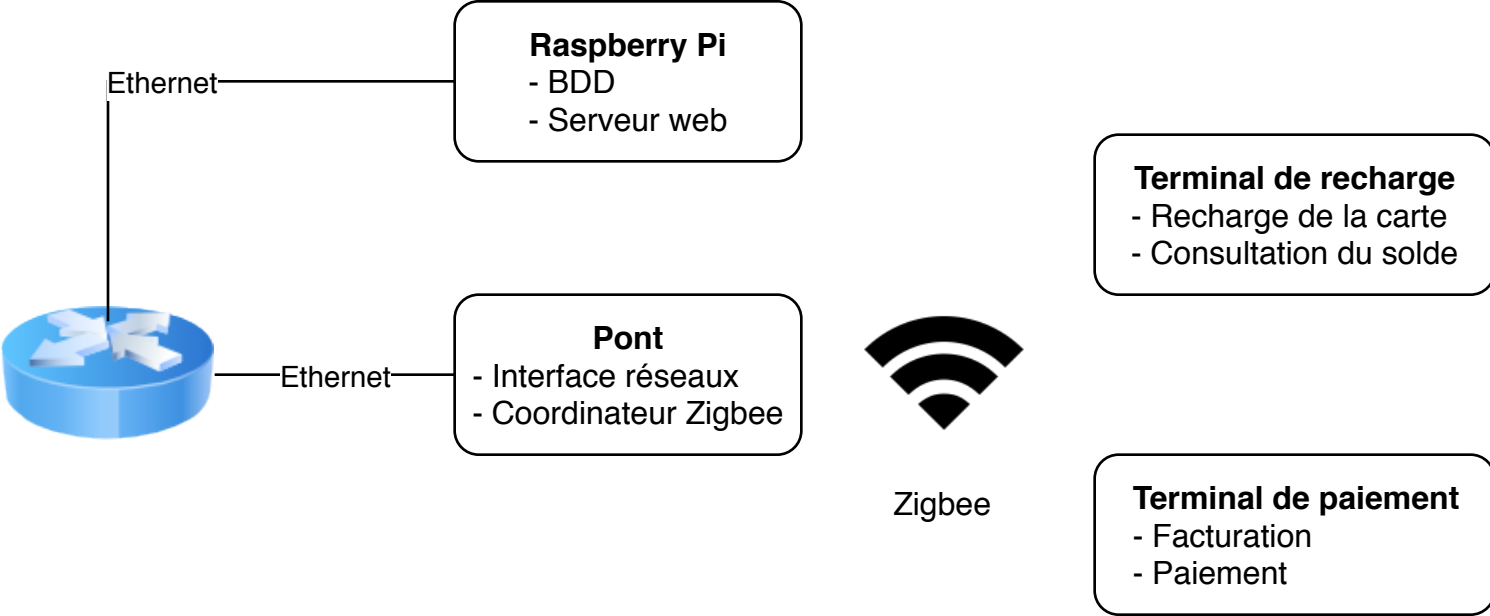 Raspberry Pi
- BDD
- Serveur web
Ethernet
Terminal de recharge
- Recharge de la carte
- Consultation du solde
Pont
- Interface réseaux
- Coordinateur Zigbee
Ethernet
Zigbee
Terminal de paiement
- Facturation
- Paiement